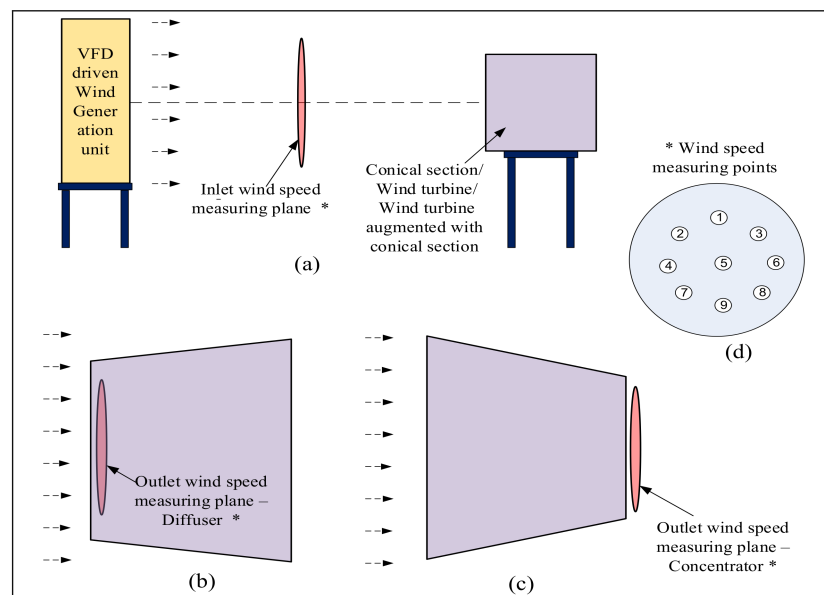 VFD
driven
Wind
Gener
ation
unit
Inlet wind speed
measuring plane *
Conical section/
Wind turbine/
Wind turbine
augmented with
conical section
(a)
* Wind speed
measuring points
1
2
3
4
5
6
7
8
9
(d)
Outlet wind speed
measuring plane –
Diffuser *
(b)
Outlet wind speed
measuring plane –
Concentrator *
(c)